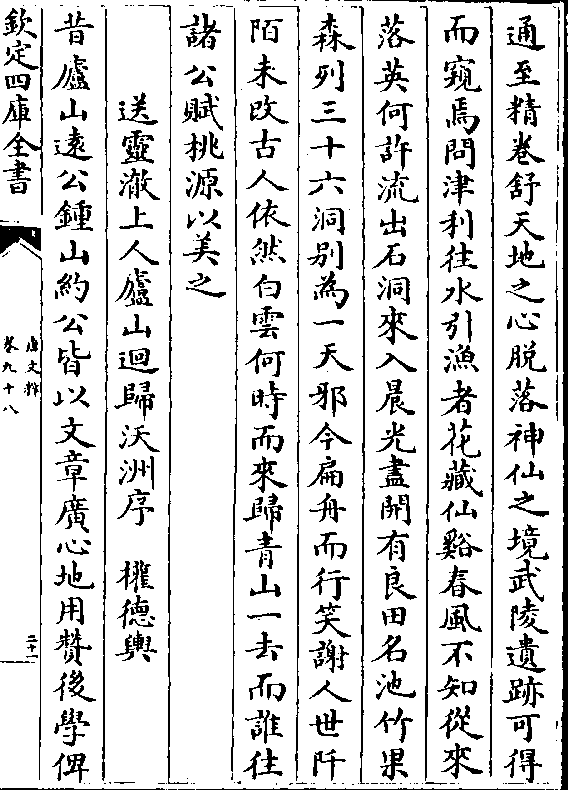 通至精卷舒天地之心脱落神仙之境武陵遺跡可得
而窺焉問津利往水引漁者花藏仙谿春風不知從來
落英何許流出石洞來入晨光盡開有良田名池竹果
森列三十六洞别為一天邪今扁舟而行笑謝人世阡
陌未改古人依然白雲何時而來歸青山一去而誰往
諸公賦桃源以美之
送靈澈上人廬山迴歸沃洲序 權德輿
昔廬山遠公鍾山約公皆以文章廣心地用贊後學俾
欽定四庫全書
唐文粹
卷九十八
二十一